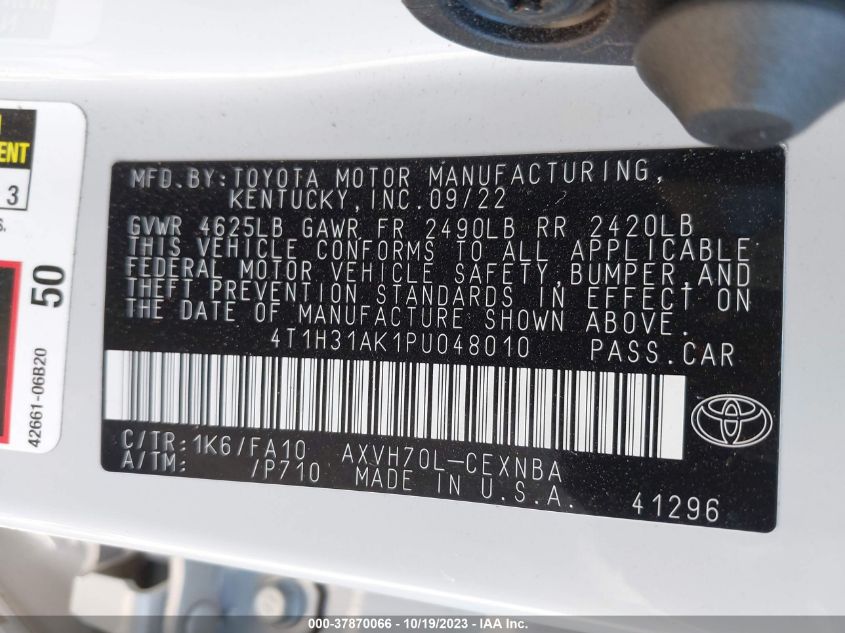 MENT
3
S.
50
42661-06B20
MFD.BY:TOYOTA MOTOR MANUFACTURING,
KENTUCKY,INC.09/22
GVWR 4625LB GAWR FR 2490LB RR 2420LB
THIS VEHICLE CONFORMS TO ALL APPLICABLE
FEDERAL MOTOR VEHICLE SAFETY,BUMPER,AND
THEFT PREVENTION STANDARDS IN EFFECT ON
THE DATE OF MANUFACTURE SHOWN ABOVE.
4T1H31AK1PU048010 PASS.CAR
C/TR:1K6/FA10 AXVH70L-CEXNBA
A/TM: /P710 MADE IN U.S.A. 41296
000-37870066 - 10/19/2023 - IAA Inc.